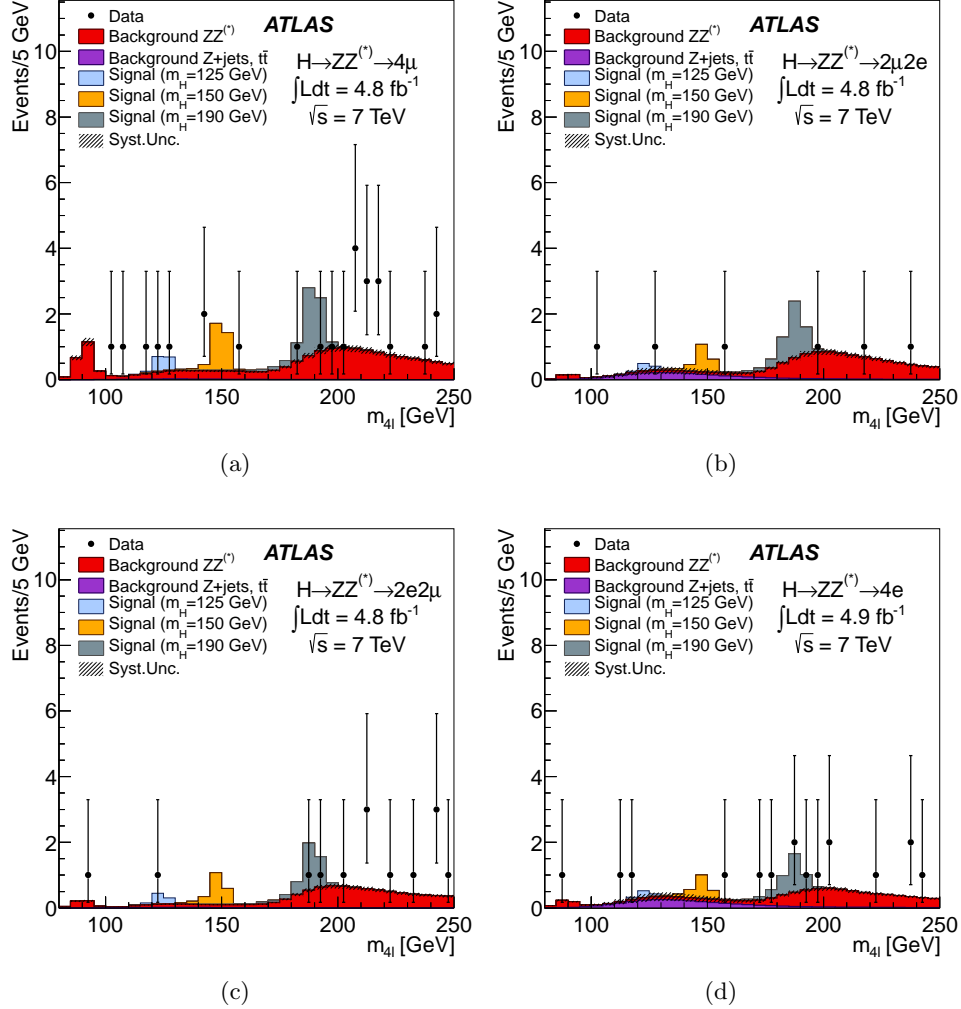 Events/5 GeV
10
8
6
4
2
0
Data
Background ZZ(*)
Background Z+jets, tt̄
Signal (mH=125 GeV)
Signal (mH=150 GeV)
Signal (mH=190 GeV)
Syst.Unc.
ATLAS
H→ZZ(*)→4μ
∫Ldt = 4.8 fb-1
√s = 7 TeV
100 150 200 250
m4l [GeV]
(a)
Events/5 GeV
10
8
6
4
2
0
Data
Background ZZ(*)
Background Z+jets, tt̄
Signal (mH=125 GeV)
Signal (mH=150 GeV)
Signal (mH=190 GeV)
Syst.Unc.
ATLAS
H→ZZ(*)→2μ2e
∫Ldt = 4.8 fb-1
√s = 7 TeV
100 150 200 250
m4l [GeV]
(b)
Events/5 GeV
10
8
6
4
2
0
Data
Background ZZ(*)
Background Z+jets, tt̄
Signal (mH=125 GeV)
Signal (mH=150 GeV)
Signal (mH=190 GeV)
Syst.Unc.
ATLAS
H→ZZ(*)→2e2μ
∫Ldt = 4.8 fb-1
√s = 7 TeV
100 150 200 250
m4l [GeV]
(c)
Events/5 GeV
10
8
6
4
2
0
Data
Background ZZ(*)
Background Z+jets, tt̄
Signal (mH=125 GeV)
Signal (mH=150 GeV)
Signal (mH=190 GeV)
Syst.Unc.
ATLAS
H→ZZ(*)→4e
∫Ldt = 4.9 fb-1
√s = 7 TeV
100 150 200 250
m4l [GeV]
(d)